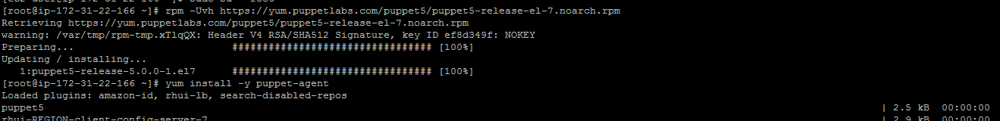 [root@ip-172-31-22-166 ~]# rpm -Uvh https://yum.puppetlabs.com/puppet5/puppet5-release-el-7.noarch.rpm
Retrieving https://yum.puppetlabs.com/puppet5/puppet5-release-el-7.noarch.rpm
warning: /var/tmp/rpm-tmp.xTlqQX: Header V4 RSA/SHA512 Signature, key ID ef8d349f: NOKEY
Preparing... ################################# [100%]
Updating / installing...
1:puppet5-release-5.0.0-1.el7 ################################# [100%]
[root@ip-172-31-22-166 ~]# yum install -y puppet-agent
Loaded plugins: amazon-id, rhui-lb, search-disabled-repos
puppet5 | 2.5 kB 00:00:00
rhui-REGION-client-config-server-7 | 2.9 kB 00:00:00